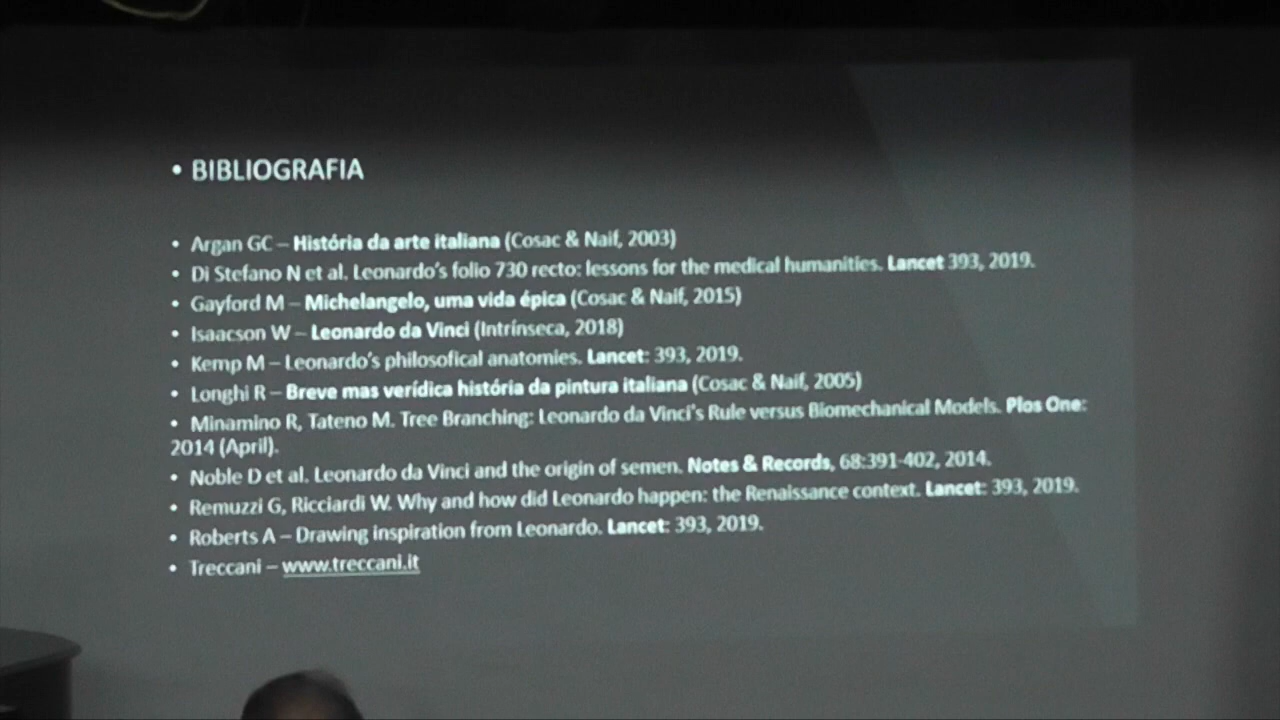 • BIBLIOGRAFIA
• Argan GC – História da arte italiana (Cosac & Naif, 2003)
• Di Stefano N et al. Leonardo's folio 730 recto: lessons for the medical humanities. Lancet 393, 2019.
• Gayford M – Michelangelo, uma vida épica (Cosac & Naif, 2015)
• Isaacson W – Leonardo da Vinci (Intrínseca, 2018)
• Kemp M – Leonardo's philosofical anatomies. Lancet: 393, 2019.
• Longhi R – Breve mas verídica história da pintura italiana (Cosac & Naif, 2005)
• Minamino R, Tateno M. Tree Branching: Leonardo da Vinci's Rule versus Biomechanical Models. Plos One:
2014 (April).
• Noble D et al. Leonardo da Vinci and the origin of semen. Notes & Records, 68:391-402, 2014.
• Remuzzi G, Ricciardi W. Why and how did Leonardo happen: the Renaissance context. Lancet: 393, 2019.
• Roberts A – Drawing inspiration from Leonardo. Lancet: 393, 2019.
• Treccani – www.treccani.it